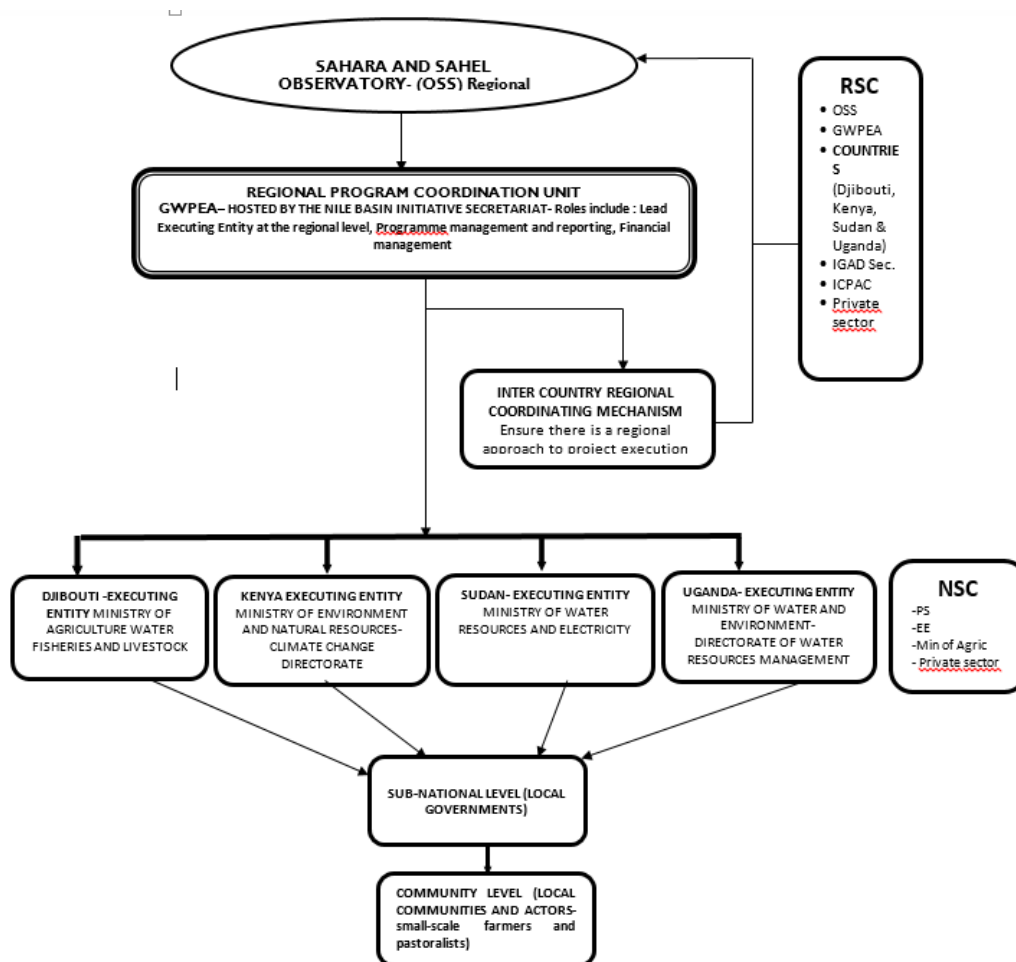 SAHARA AND SAHEL
OBSERVATORY- (OSS) Regional
RSC
• OSS
• GWPEA
• COUNTRIE
S
(Djibouti,
Kenya,
Sudan &
Uganda)
• IGAD Sec.
• ICPAC
• Private
sector
REGIONAL PROGRAM COORDINATION UNIT
GWPEA– HOSTED BY THE NILE BASIN INITIATIVE SECRETARIAT- Roles include : Lead
Executing Entity at the regional level, Programme management and reporting, Financial
management
INTER COUNTRY REGIONAL
COORDINATING MECHANISM
Ensure there is a regional
approach to project execution
DJIBOUTI -EXECUTING
ENTITY MINISTRY OF
AGRICULTURE WATER
FISHERIES AND LIVESTOCK
KENYA EXECUTING ENTITY
MINISTRY OF ENVIRONMENT
AND NATURAL RESOURCES-
CLIMATE CHANGE
DIRECTORATE
SUDAN- EXECUTING ENTITY
MINISTRY OF WATER
RESOURCES AND ELECTRICITY
UGANDA- EXECUTING ENTITY
MINISTRY OF WATER AND
ENVIRONMENT-
DIRECTORATE OF WATER
RESOURCES MANAGEMENT
NSC
-PS
-EE
-Min of Agric
- Private sector
SUB-NATIONAL LEVEL (LOCAL
GOVERNMENTS)
COMMUNITY LEVEL (LOCAL
COMMUNITIES AND ACTORS-
small-scale farmers and
pastoralists)